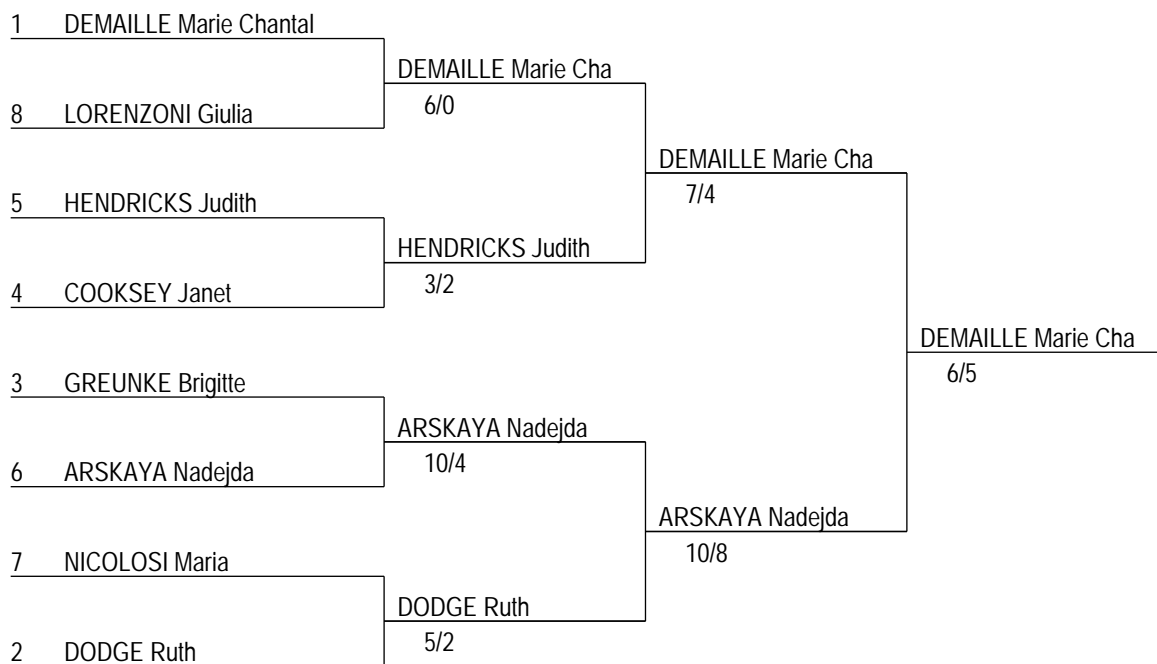 1 DEMAILLE Marie Chantal
DEMAILLE Marie Cha
6/0
8 LORENZONI Giulia
DEMAILLE Marie Cha
7/4
5 HENDRICKS Judith
HENDRICKS Judith
3/2
4 COOKSEY Janet
DEMAILLE Marie Cha
6/5
3 GREUNKE Brigitte
ARSKAYA Nadejda
10/4
6 ARSKAYA Nadejda
ARSKAYA Nadejda
10/8
7 NICOLOSI Maria
DODGE Ruth
5/2
2 DODGE Ruth